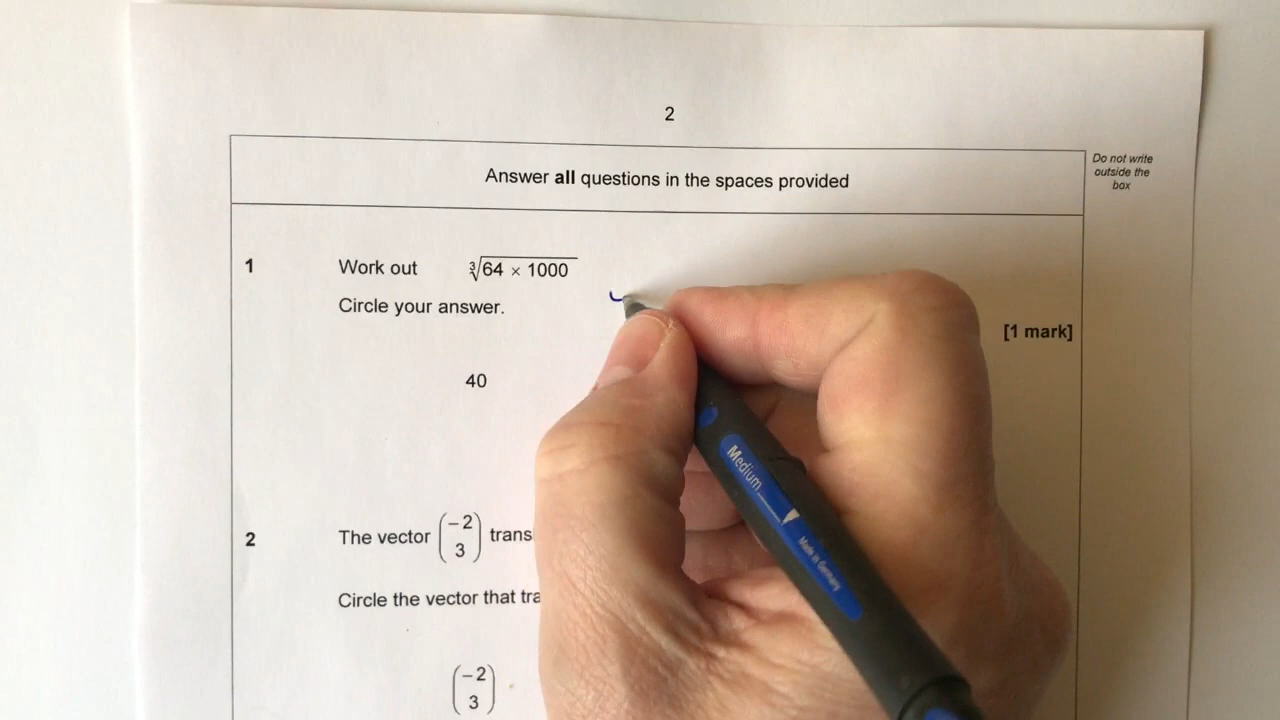 2
Answer all questions in the spaces provided
Do not write
outside the
box
1 Work out ∛64 × 1000
Circle your answer.
[1 mark]
40
2 The vector (−2 3)
Circle the vector that
(−2 3)
Medium
Made in Germany